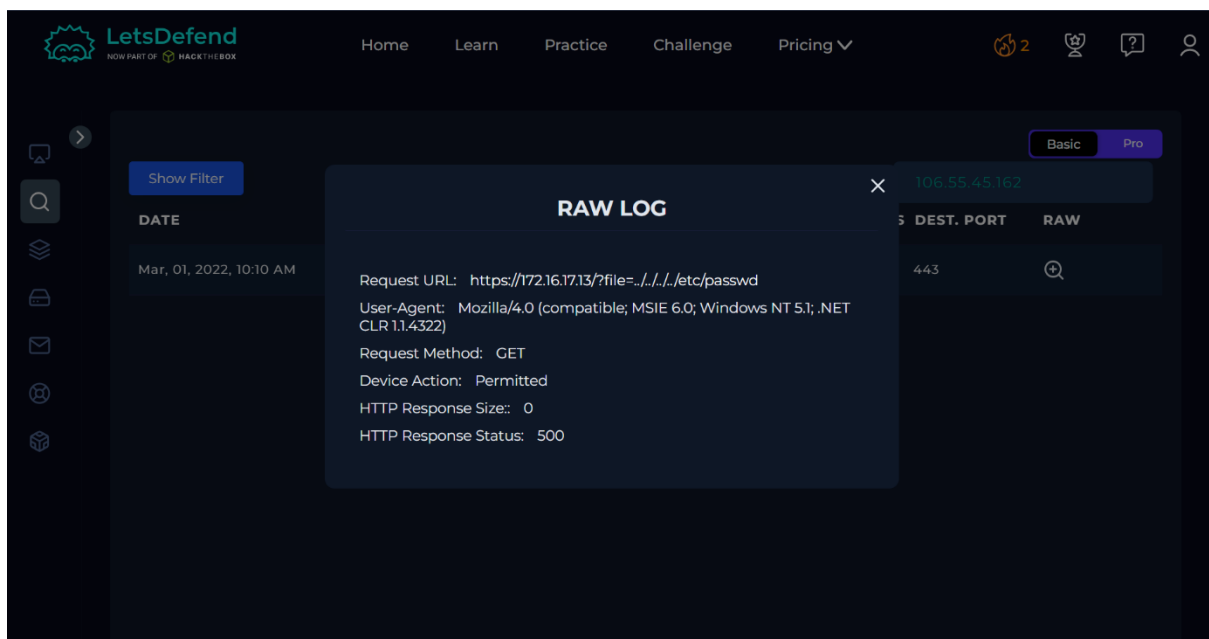 LetsDefend
NOW PART OF HACKTHEBOX
Home Learn Practice Challenge Pricing
2
Basic Pro
Show Filter
106.55.45.162
RAW LOG
DATE
S DEST. PORT RAW
Mar, 01, 2022, 10:10 AM
443
Request URL: https://172.16.17.13/?file=../../../../etc/passwd
User-Agent: Mozilla/4.0 (compatible; MSIE 6.0; Windows NT 5.1; .NET
CLR 1.1.4322)
Request Method: GET
Device Action: Permitted
HTTP Response Size:: 0
HTTP Response Status: 500